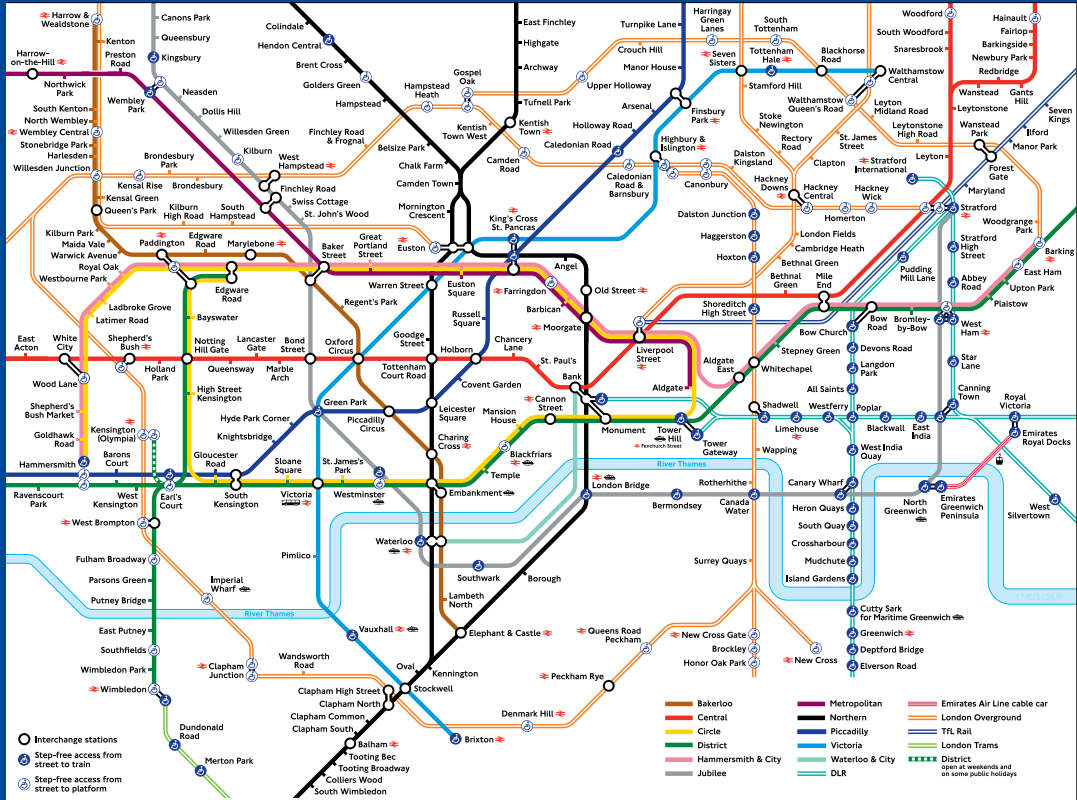 Harrow &
Wealdstone
Kenton
Preston
Road
Harrow-
on-the-Hill
Northwick
Park
Canons Park
Queensbury
Kingsbury
Wembley
Park
Neasden
Dollis Hill
Willesden Green
Kilburn
West
Hampstead
Finchley Road
Swiss Cottage
St. John's Wood
South Kenton
North Wembley
Wembley Central
Stonebridge Park
Harlesden
Willesden Junction
Kensal Green
Queen's Park
Kilburn Park
Maida Vale
Warwick Avenue
Royal Oak
Westbourne Park
Brondesbury
Park
Kensal Rise
Brondesbury
Finchley Road
& Frognal
Kilburn
High Road
South
Hampstead
Paddington
Edgware
Road
Marylebone
Baker
Street
Great
Portland
Street
Edgware
Road
Colindale
Hendon Central
Brent Cross
Golders Green
Hampstead
Belsize Park
Chalk Farm
Camden Town
Mornington
Crescent
Euston
East Finchley
Highgate
Archway
Tufnell Park
Kentish
Town
Gospel
Oak
Hampstead
Heath
Kentish
Town West
Camden
Road
Caledonian
Road &
Barnsbury
King's Cross
St. Pancras
Turnpike Lane
Harringay
Green Lanes
South
Tottenham
Crouch Hill
Manor House
Upper Holloway
Arsenal
Holloway Road
Caledonian Road
Finsbury
Park
Highbury &
Islington
Canonbury
Seven
Sisters
Tottenham
Hale
Blackhorse
Road
Walthamstow
Central
Walthamstow
Queen's Road
Stamford Hill
Stoke
Newington
Rectory
Road
St. James
Street
Clapton
Dalston
Kingsland
Hackney
Downs
Hackney
Central
Homerton
Hackney
Wick
Dalston Junction
Haggerston
Hoxton
Shoreditch
High Street
London Fields
Cambridge Heath
Bethnal Green
Woodford
South Woodford
Snaresbrook
Hainault
Fairlop
Barkingside
Newbury Park
Redbridge
Gants
Hill
Wanstead
Leytonstone
Leyton
Midland Road
Leytonstone
High Road
Leyton
Wanstead
Park
Forest
Gate
Seven
Kings
Ilford
Manor Park
Maryland
Stratford
International
Stratford
Woodgrange
Park
Barking
East Ham
Upton Park
Plaistow
Stratford
High Street
Abbey
Road
Pudding
Mill Lane
West
Ham
Star
Lane
Canning
Town
Bethnal
Green
Mile
End
Bow
Road
Bromley-
by-Bow
Bow Church
Stepney Green
Whitechapel
Aldgate
East
Aldgate
Liverpool
Street
Moorgate
Barbican
Farringdon
Old Street
Angel
Euston
Square
Warren Street
Russell
Square
Goodge
Street
Regent's Park
Ladbroke Grove
Latimer Road
East
Acton
White
City
Shepherd's
Bush
Wood Lane
Holland
Park
Notting
Hill Gate
Bayswater
Queensway
Lancaster
Gate
Marble
Arch
Bond
Street
Oxford
Circus
Tottenham
Court Road
Holborn
Chancery
Lane
St. Paul's
Bank
Shepherd's
Bush Market
Goldhawk
Road
Hammersmith
Kensington
(Olympia)
High Street
Kensington
Hyde Park Corner
Knightsbridge
Green Park
Piccadilly
Circus
Leicester
Square
Covent Garden
Charing
Cross
Mansion
House
Cannon
Street
Monument
Tower
Hill
Fenchurch Street
Tower
Gateway
Blackfriars
Temple
Embankment
Westminster
St. James's
Park
Victoria
Sloane
Square
South
Kensington
Gloucester
Road
Earl's
Court
Barons
Court
West
Kensington
Ravenscourt
Park
West Brompton
Shadwell
Limehouse
Westferry
Poplar
Blackwall
East
India
Devons Road
Langdon
Park
All Saints
West India
Quay
Canary Wharf
Heron Quays
South Quay
Crossharbour
Mudchute
Island Gardens
Cutty Sark
for Maritime Greenwich
Greenwich
Deptford Bridge
Elverson Road
Royal
Victoria
Emirates
Royal Docks
North
Greenwich
Emirates
Greenwich
Peninsula
West
Silvertown
River Thames
London Bridge
Bermondsey
Wapping
Rotherhithe
Canada
Water
Surrey Quays
Waterloo
Southwark
Lambeth
North
Borough
Elephant & Castle
Kennington
Oval
Stockwell
Pimlico
Vauxhall
Brixton
Fulham Broadway
Parsons Green
Putney Bridge
East Putney
Southfields
Wimbledon Park
Wimbledon
Dundonald
Road
Merton Park
Imperial
Wharf
River Thames
Clapham
Junction
Wandsworth
Road
Clapham High Street
Clapham North
Clapham Common
Clapham South
Balham
Tooting Bec
Tooting Broadway
Colliers Wood
South Wimbledon
Denmark Hill
Peckham Rye
Queens Road
Peckham
New Cross Gate
Brockley
Honor Oak Park
New Cross
Interchange stations
Step-free access from
street to train
Step-free access from
street to platform
Bakerloo
Central
Circle
District
Hammersmith & City
Jubilee
Metropolitan
Northern
Piccadilly
Victoria
Waterloo & City
DLR
Emirates Air Line cable car
London Overground
TfL Rail
London Trams
District
open at weekends and
on some public holidays